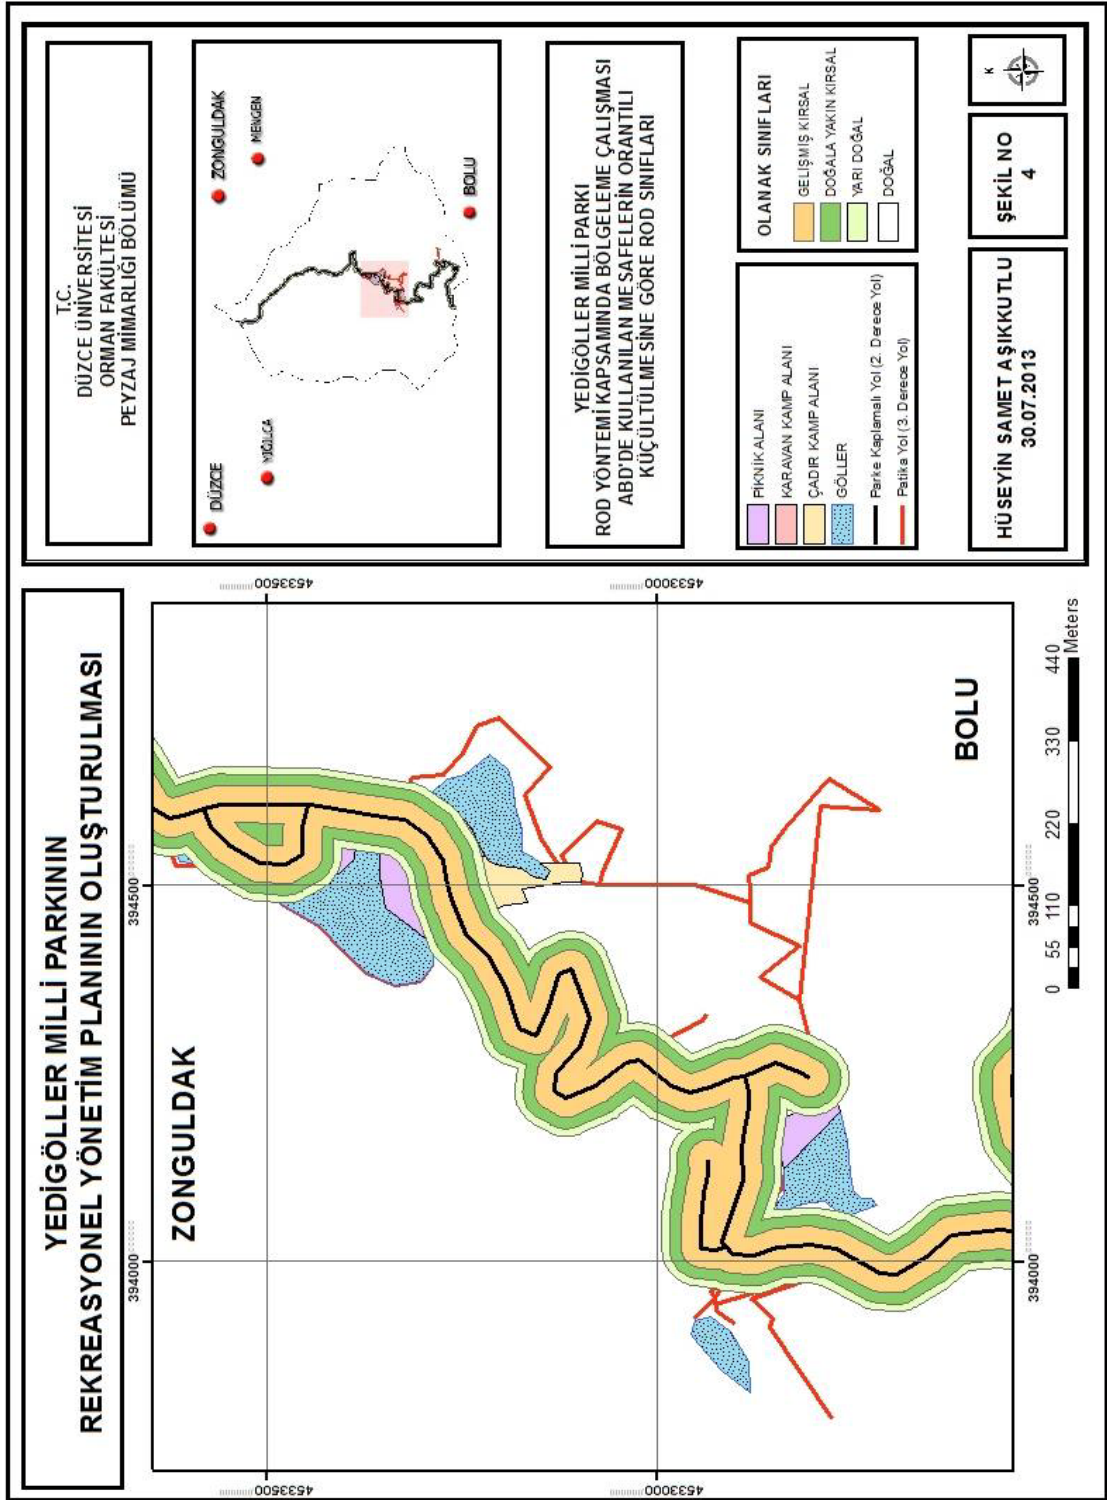 YEDİGÖLLER MİLLİ PARKININ
REKREASYONEL YÖNETİM PLANININ OLUŞTURULMASI
394000
394500
4533500
4533500
4533000
4533000
ZONGULDAK
BOLU
394000
394500
0 55 110 220 330 440
Meters
T.C.
DÜZCE ÜNİVERSİTESİ
ORMAN FAKÜLTESİ
PEYZAJ MİMARLIĞI BÖLÜMÜ
DÜZCE
ZONGULDAK
YIĞILCA
MENGEN
BOLU
YEDİGÖLLER MİLLİ PARKI
ROD YÖNTEMİ KAPSAMINDA BÖLGELEME ÇALIŞMASI
ABD'DE KULLANILAN MESAFELERİN ORANTILI
KÜÇÜLTÜLMESİNE GÖRE ROD SINIFLARI
PİKNİK ALANI
KARAVAN KAMP ALANI
ÇADIR KAMP ALANI
GÖLLER
Parke Kaplamalı Yol (2. Derece Yol)
Patika Yol (3. Derece Yol)
OLANAK SINIFLARI
GELİŞMİŞ KIRSAL
DOĞALA YAKIN KIRSAL
YARI DOĞAL
DOĞAL
HÜSEYİN SAMET AŞIKKUTLU
30.07.2013
ŞEKİL NO
4
K